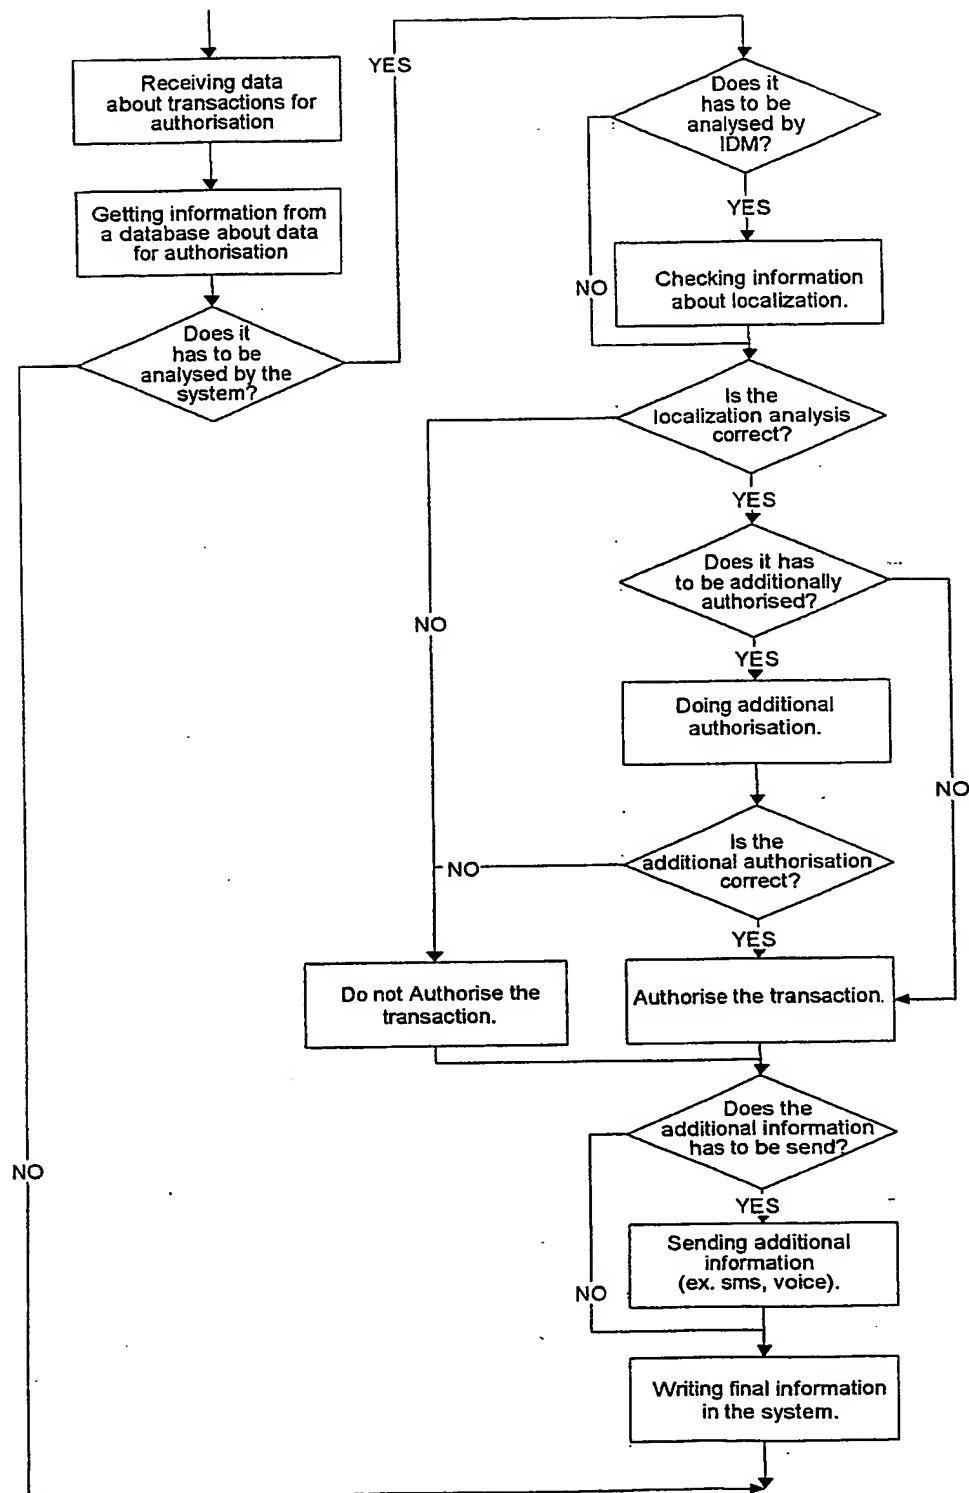 Receiving data
about transactions for
authorisation
Getting information from
a database about data
for authorisation
Does it
has to be
analysed by the
system?
YES
NO
Does it
has to be
analysed by
IDM?
YES
NO
Checking information
about localization.
Is the
localization analysis
correct?
NO
YES
Does it has
to be additionally
authorised?
YES
NO
Doing additional
authorisation.
Is the
additional authorisation
correct?
NO
YES
Do not Authorise the
transaction.
Authorise the transaction.
Does the
additional information
has to be send?
YES
NO
Sending additional
information
(ex. sms, voice).
Writing final information
in the system.